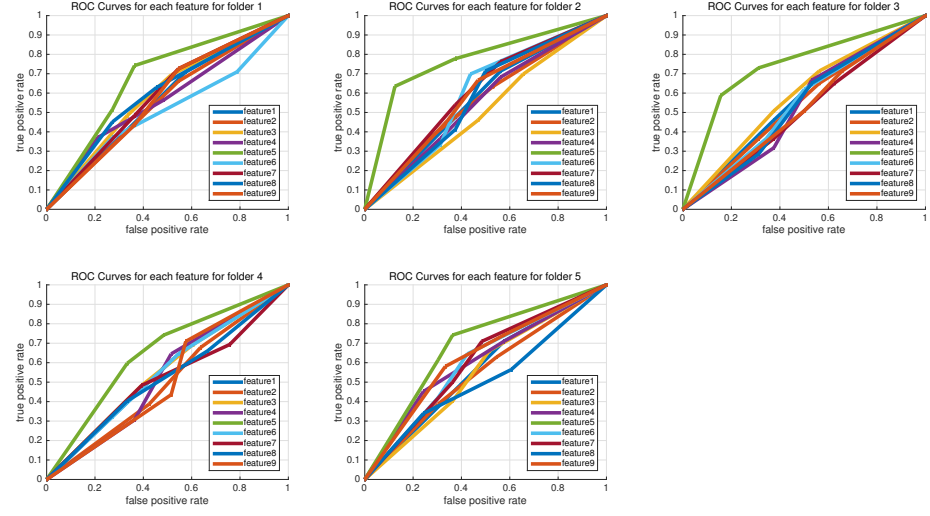 ROC Curves for each feature for folder 1
1
0.9
0.8
0.7
0.6
0.5
0.4
0.3
0.2
0.1
0
true positive rate
0 0.2 0.4 0.6 0.8 1
false positive rate
feature1
feature2
feature3
feature4
feature5
feature6
feature7
feature8
feature9
ROC Curves for each feature for folder 2
1
0.9
0.8
0.7
0.6
0.5
0.4
0.3
0.2
0.1
0
true positive rate
0 0.2 0.4 0.6 0.8 1
false positive rate
feature1
feature2
feature3
feature4
feature5
feature6
feature7
feature8
feature9
ROC Curves for each feature for folder 3
1
0.9
0.8
0.7
0.6
0.5
0.4
0.3
0.2
0.1
0
true positive rate
0 0.2 0.4 0.6 0.8 1
false positive rate
feature1
feature2
feature3
feature4
feature5
feature6
feature7
feature8
feature9
ROC Curves for each feature for folder 4
1
0.9
0.8
0.7
0.6
0.5
0.4
0.3
0.2
0.1
0
true positive rate
0 0.2 0.4 0.6 0.8 1
false positive rate
feature1
feature2
feature3
feature4
feature5
feature6
feature7
feature8
feature9
ROC Curves for each feature for folder 5
1
0.9
0.8
0.7
0.6
0.5
0.4
0.3
0.2
0.1
0
true positive rate
0 0.2 0.4 0.6 0.8 1
false positive rate
feature1
feature2
feature3
feature4
feature5
feature6
feature7
feature8
feature9